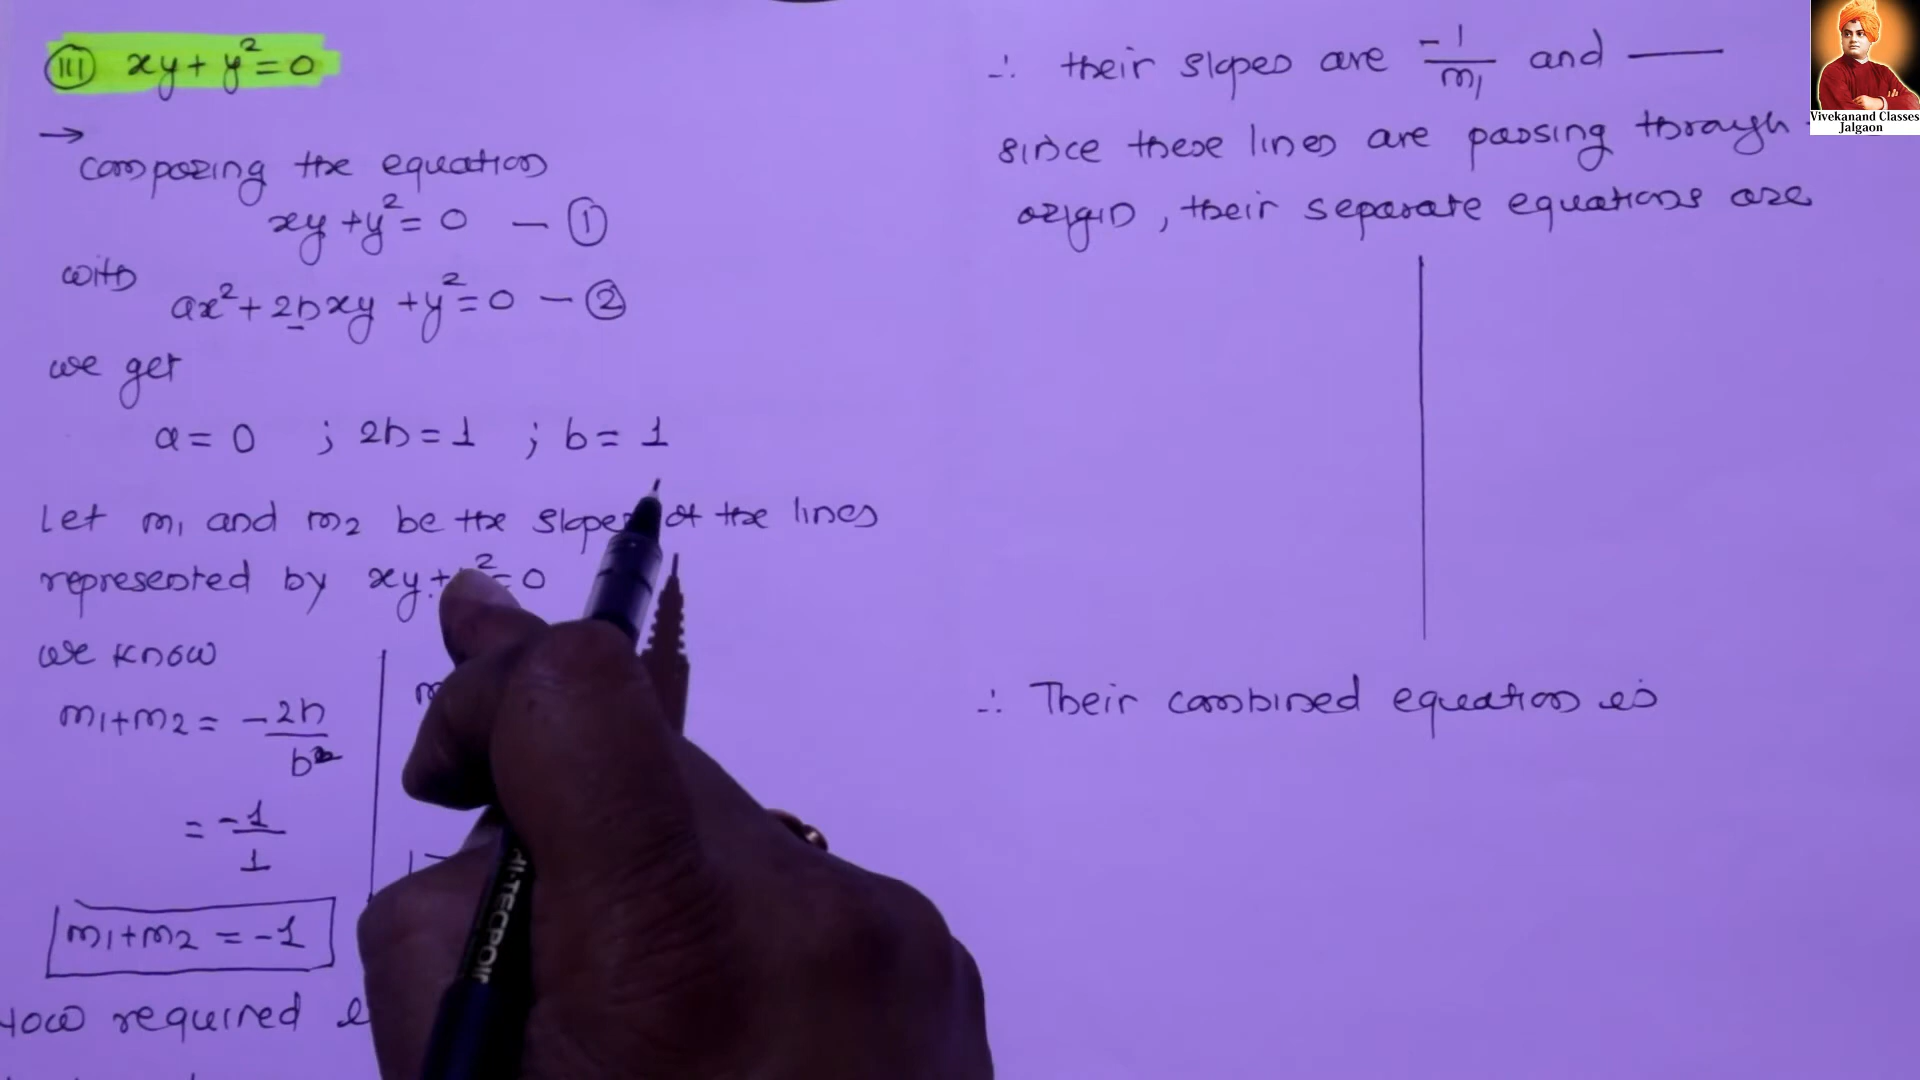 III xy + y² = 0
→
comparing the equation
xy + y² = 0 — ①
with
ax² + 2hxy + y² = 0 — ②
we get
a = 0 ; 2h = 1 ; b = 1
Let m₁ and m₂ be the slopes of the lines
represented by xy + y² = 0
we know
m₁ + m₂ = -2h/b
= -1/1
m₁ + m₂ = -1
required
∴ their slopes are -1/m₁ and —
since these lines are passing through
origin, their separate equations are
∴ Their combined equation is
Vivekanand Classes
Jalgaon